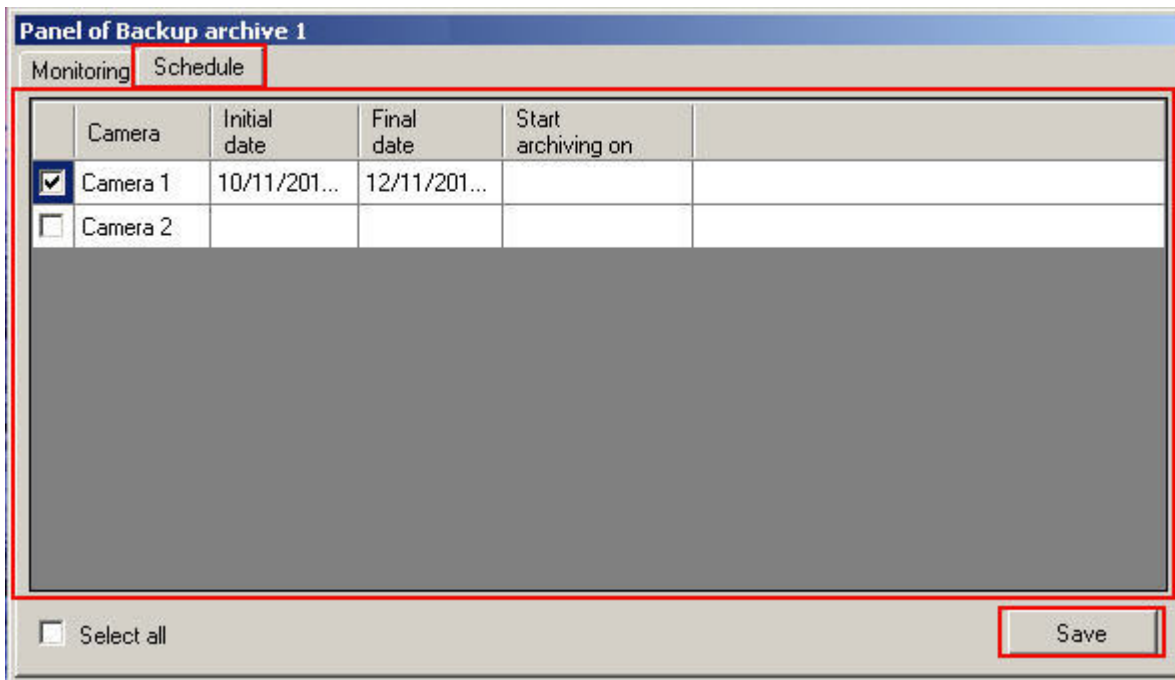 Panel of Backup archive 1
Monitoring Schedule
Camera Initial date Final date Start archiving on
Camera 1 10/11/201... 12/11/201...
Camera 2
Select all Save